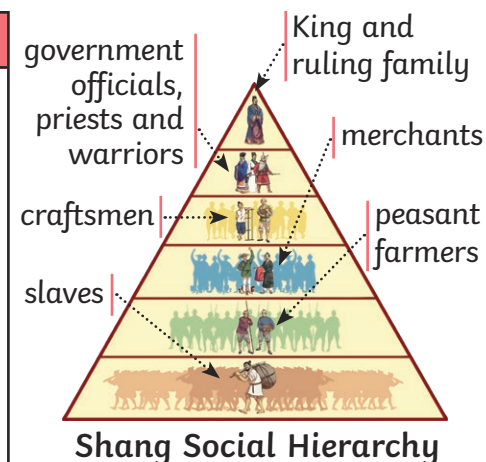 King and
ruling family
government
officials,
priests and
warriors
merchants
craftsmen
peasant
farmers
slaves
Shang Social Hierarchy